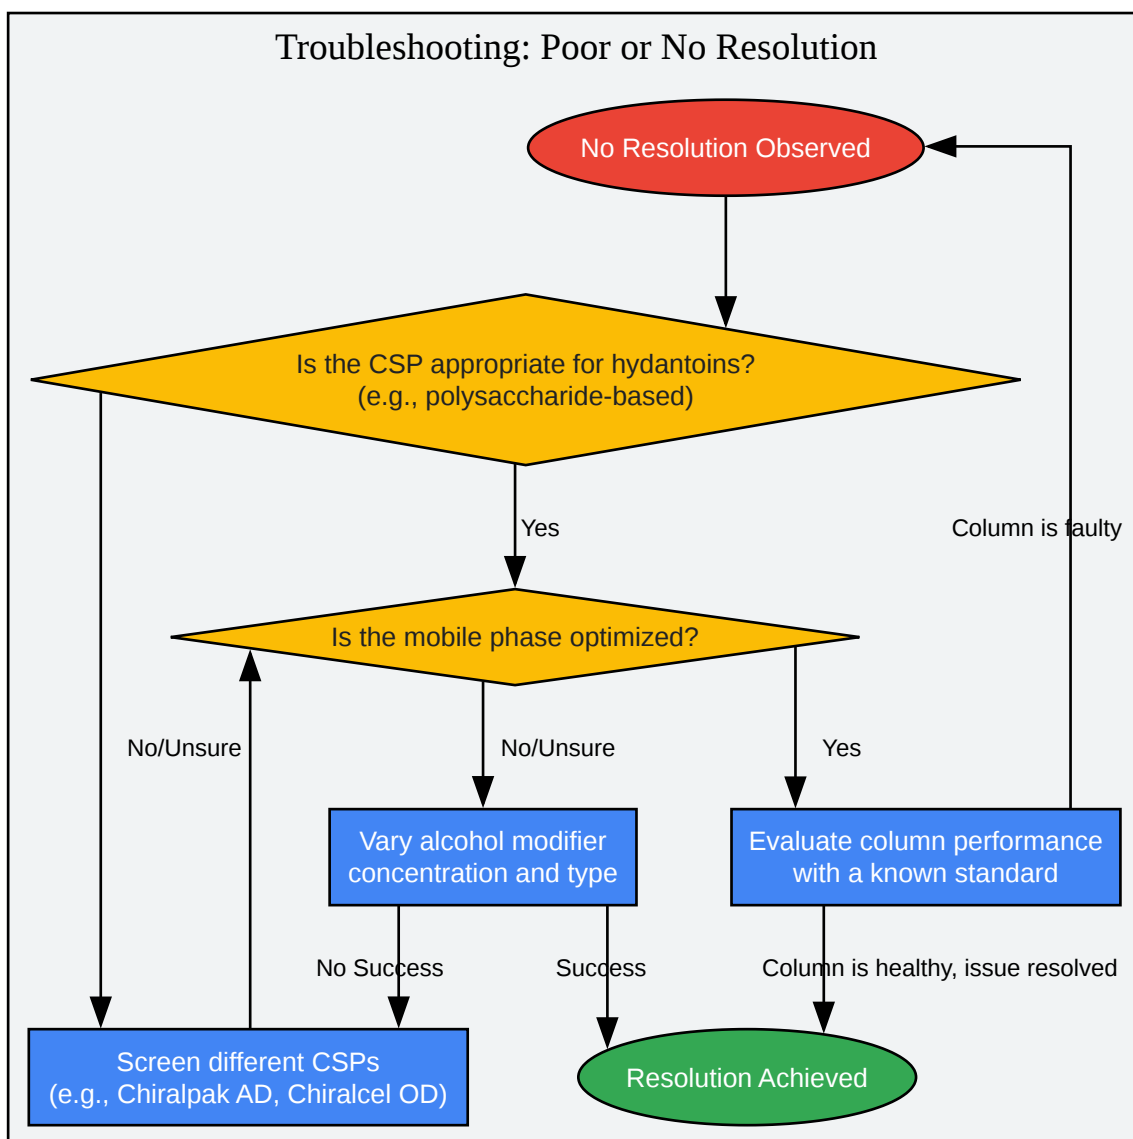 Troubleshooting: Poor or No Resolution
No Resolution Observed
Is the CSP appropriate for hydantoins?
(e.g., polysaccharide-based)
Yes
Column is faulty
Is the mobile phase optimized?
No/Unsure
No/Unsure
Yes
Vary alcohol modifier
concentration and type
Evaluate column performance
with a known standard
No Success
Success
Column is healthy, issue resolved
Screen different CSPs
(e.g., Chiralpak AD, Chiralcel OD)
Resolution Achieved